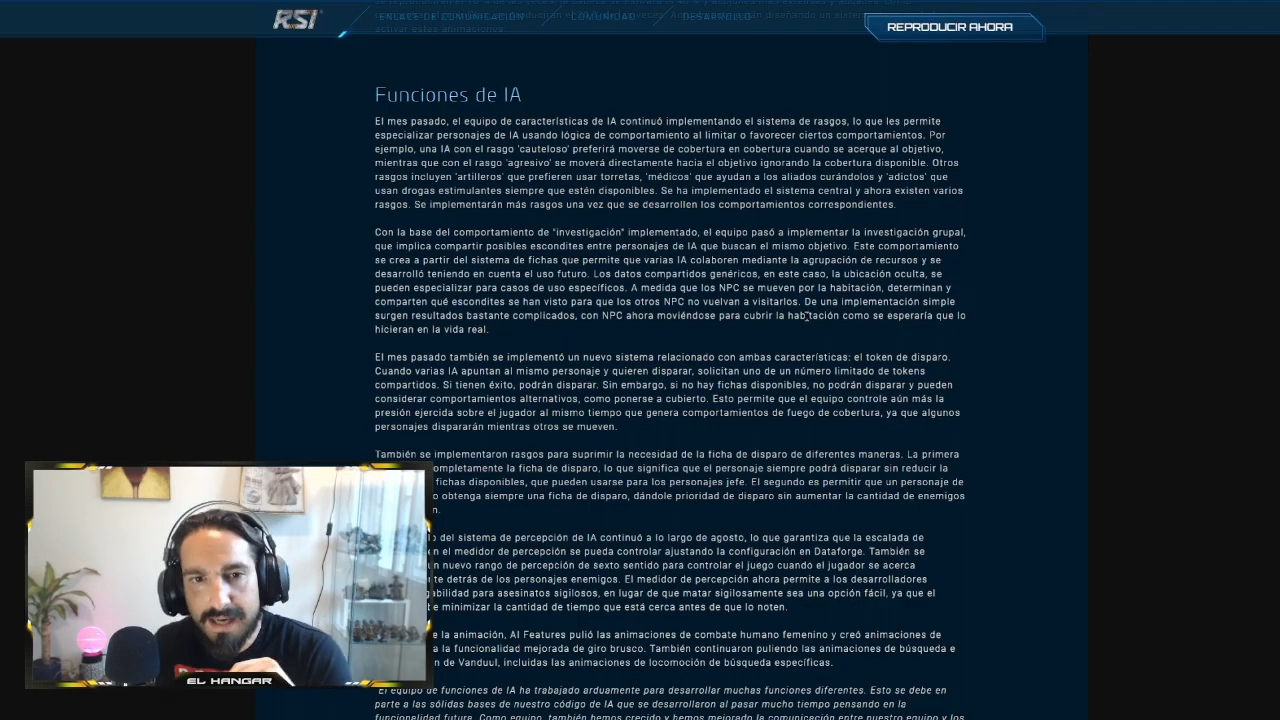 RSI
ENLACE DE COMUNICACIÓN
COMUNIDAD
DESARROLLO
REPRODUCIR AHORA
activar estas animaciones.
Funciones de IA
El mes pasado, el equipo de características de IA continuó implementando el sistema de rasgos, lo que les permite
especializar personajes de IA usando lógica de comportamiento al limitar o favorecer ciertos comportamientos. Por
ejemplo, una IA con el rasgo 'cauteloso' preferirá moverse de cobertura en cobertura cuando se acerque al objetivo,
mientras que con el rasgo 'agresivo' se moverá directamente hacia el objetivo ignorando la cobertura disponible. Otros
rasgos incluyen 'artilleros' que prefieren usar torretas, 'médicos' que ayudan a los aliados curándolos y 'adictos' que
usan drogas estimulantes siempre que estén disponibles. Se ha implementado el sistema central y ahora existen varios
rasgos. Se implementarán más rasgos una vez que se desarrollen los comportamientos correspondientes.
Con la base del comportamiento de "investigación" implementado, el equipo pasó a implementar la investigación grupal,
que implica compartir posibles escondites entre personajes de IA que buscan el mismo objetivo. Este comportamiento
se crea a partir del sistema de fichas que permite que varias IA colaboren mediante la agrupación de recursos y se
desarrolló teniendo en cuenta el uso futuro. Los datos compartidos genéricos, en este caso, la ubicación oculta, se
pueden especializar para casos de uso específicos. A medida que los NPC se mueven por la habitación, determinan y
comparten qué escondites se han visto para que los otros NPC no vuelvan a visitarlos. De una implementación simple
surgen resultados bastante complicados, con NPC ahora moviéndose para cubrir la habitación como se esperaría que lo
hicieran en la vida real.
El mes pasado también se implementó un nuevo sistema relacionado con ambas características: el token de disparo.
Cuando varias IA apuntan al mismo personaje y quieren disparar, solicitan uno de un número limitado de tokens
compartidos. Si tienen éxito, podrán disparar. Sin embargo, si no hay fichas disponibles, no podrán disparar y pueden
considerar comportamientos alternativos, como ponerse a cubierto. Esto permite que el equipo controle aún más la
presión ejercida sobre el jugador al mismo tiempo que genera comportamientos de fuego de cobertura, ya que algunos
personajes dispararán mientras otros se mueven.
También se implementaron rasgos para suprimir la necesidad de la ficha de disparo de diferentes maneras. La primera
ompletamente la ficha de disparo, lo que significa que el personaje siempre podrá disparar sin reducir la
fichas disponibles, que pueden usarse para los personajes jefe. El segundo es permitir que un personaje de
o obtenga siempre una ficha de disparo, dándole prioridad de disparo sin aumentar la cantidad de enemigos
n.
o del sistema de percepción de IA continuó a lo largo de agosto, lo que garantiza que la escalada de
n el medidor de percepción se pueda controlar ajustando la configuración en Dataforge. También se
n nuevo rango de percepción de sexto sentido para controlar el juego cuando el jugador se acerca
te detrás de los personajes enemigos. El medidor de percepción ahora permite a los desarrolladores
gabilidad para asesinatos sigilosos, en lugar de que matar sigilosamente sea una opción fácil, ya que el
te minimizar la cantidad de tiempo que está cerca antes de que lo noten.
e la animación, AI Features pulió las animaciones de combate humano femenino y creó animaciones de
a la funcionalidad mejorada de giro brusco. También continuaron puliendo las animaciones de búsqueda e
n de Vanduul, incluidas las animaciones de locomoción de búsqueda específicas.
"El equipo de funciones de IA ha trabajado arduamente para desarrollar muchas funciones diferentes. Esto se debe en
parte a las sólidas bases de nuestro código de IA que se desarrollaron al pasar mucho tiempo pensando en la
funcionalidad futura. Como equipo, también hemos crecido y hemos mejorado la comunicación entre nuestro equipo y los
EL HANGAR